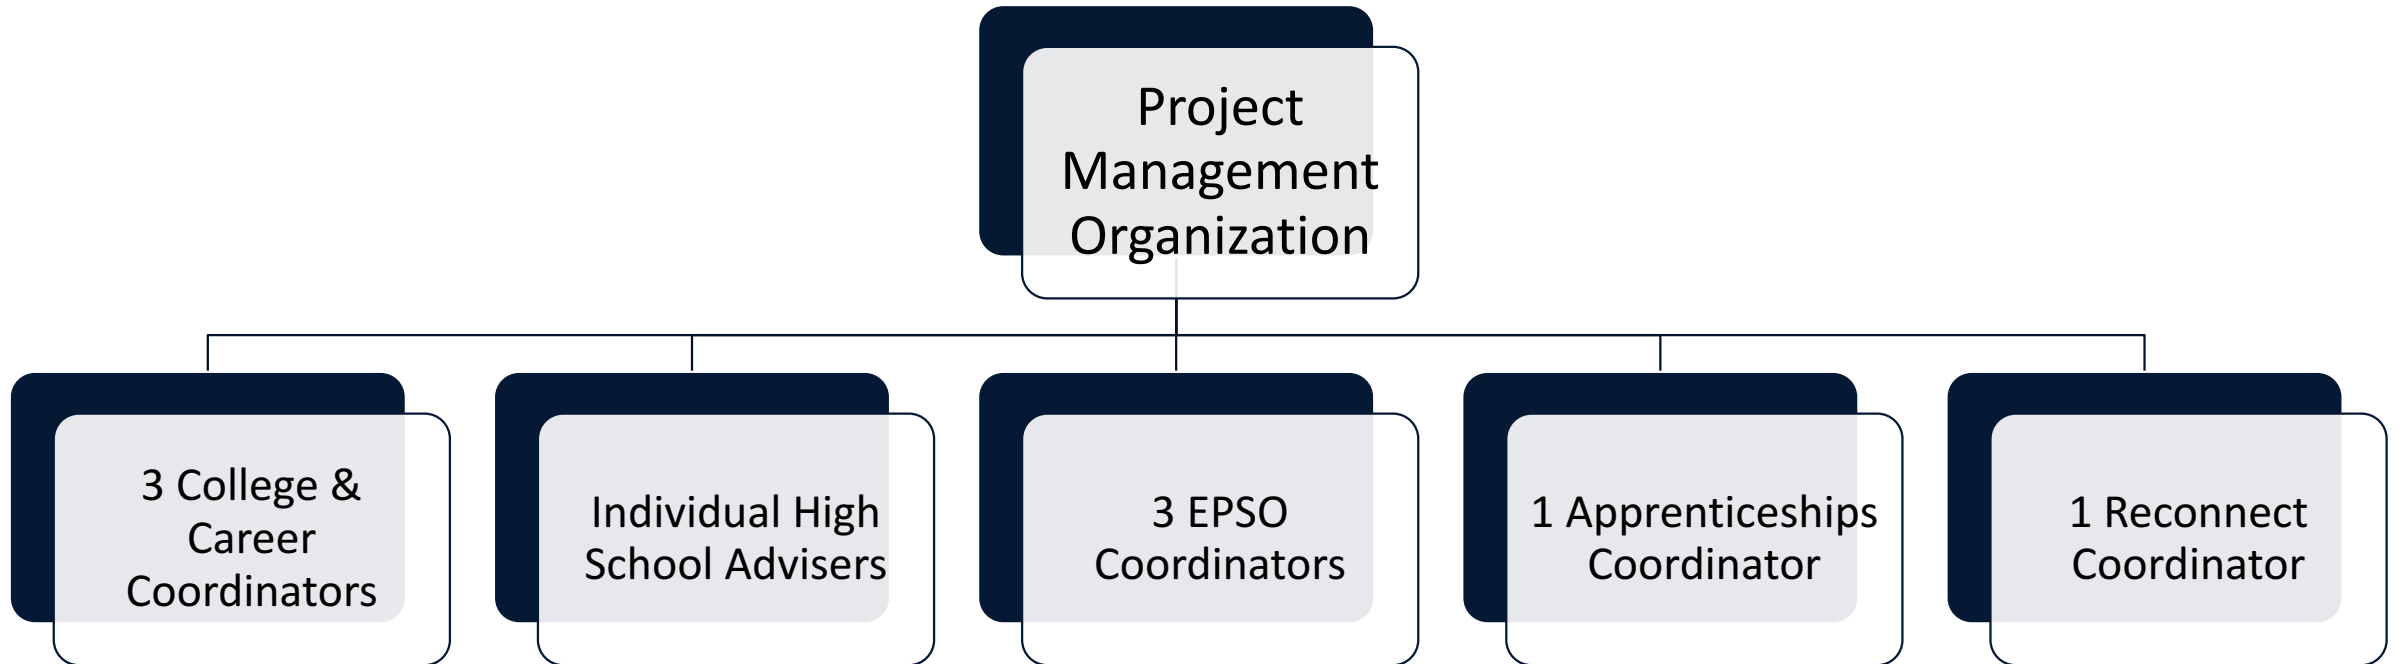 Project
Management
Organization
3 College &
Career
Coordinators
Individual High
School Advisers
3 EPSO
Coordinators
1 Apprenticeships
Coordinator
1 Reconnect
Coordinator